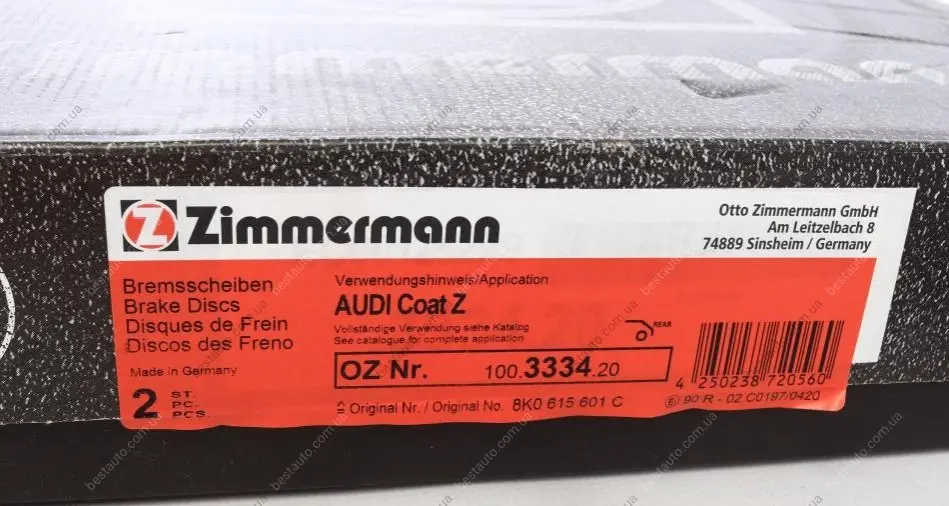 Zimmermann
Otto Zimmermann GmbH
Am Leitzelbach 8
74889 Sinsheim / Germany
Bremsscheiben
Brake Discs
Disques de Frein
Discos des Freno
Made in Germany
2 ST.
PC.
PCS.
Verwendungshinweis/Application
AUDI Coat Z
Vollständige Verwendung siehe Katalog
See catalogue for complete application
REAR
OZ Nr. 100.3334.20
≙ Original Nr. / Original No. 8K0 615 601 C
4 250238 720560
E 90 R - 02 C0197/0420
bestauto.com.ua